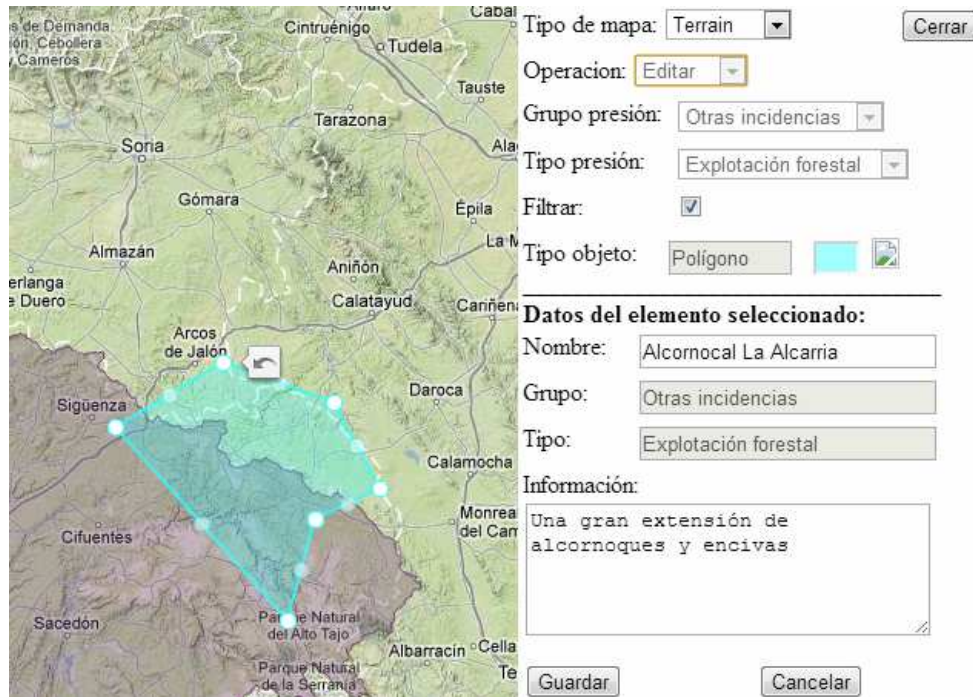 Cintruénigo
Tudela
s de Demanda,
ón, Cebollera
y Cameros
Tauste
Tarazona
Soria
Ala
Gómara
Épila
La M
Almazán
Aniñón
erlanga
e Duero
Calatayud
Cariñena
Arcos
de Jalón
Daroca
Sigüenza
Calamocha
Monrea
del Cam
Cifuentes
Parque Natural
del Alto Tajo
Sacedón
Albarracín
Cella
Parque Natural
de la Serranía
Te
Tipo de mapa: Terrain
Cerrar
Operacion: Editar
Grupo presión: Otras incidencias
Tipo presión: Explotación forestal
Filtrar:
Tipo objeto: Polígono
Datos del elemento seleccionado:
Nombre: Alcornocal La Alcarria
Grupo: Otras incidencias
Tipo: Explotación forestal
Información:
Una gran extensión de
alcornoques y encivas
Guardar
Cancelar